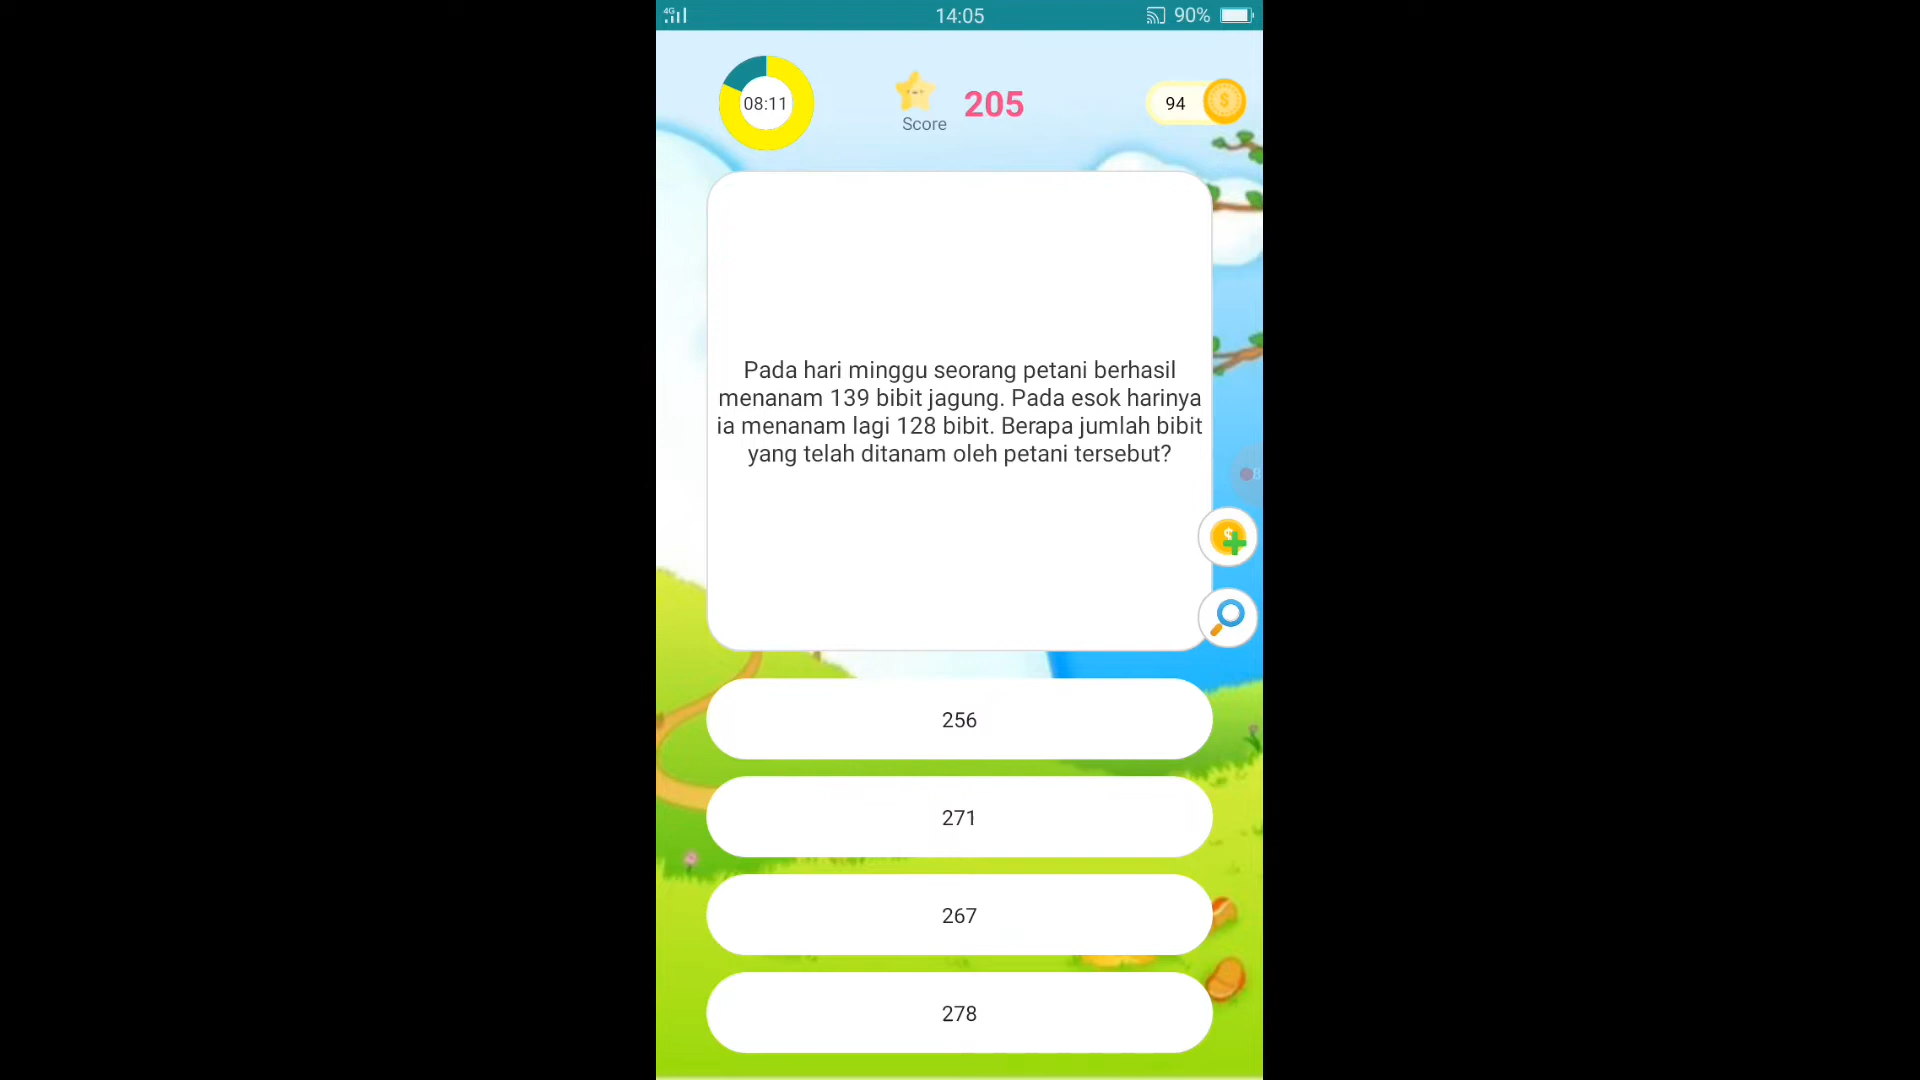 4G 14:05 90%
08:11 Score 205 94
Pada hari minggu seorang petani berhasil
menanam 139 bibit jagung. Pada esok harinya
ia menanam lagi 128 bibit. Berapa jumlah bibit
yang telah ditanam oleh petani tersebut?
256
271
267
278